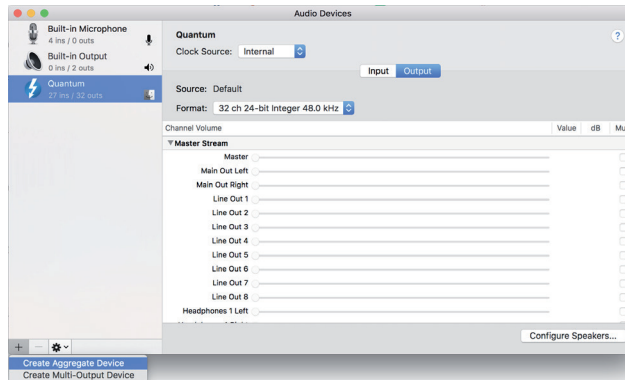 Audio Devices
Built-in Microphone
4 ins / 0 outs
Built-in Output
0 ins / 2 outs
Quantum
27 ins / 32 outs
Quantum
?
Clock Source: Internal
Input Output
Source: Default
Format: 32 ch 24-bit Integer 48.0 kHz
Channel Volume Value dB Mu
Master Stream
Master
Main Out Left
Main Out Right
Line Out 1
Line Out 2
Line Out 3
Line Out 4
Line Out 5
Line Out 6
Line Out 7
Line Out 8
Headphones 1 Left
Configure Speakers...
+ −
Create Aggregate Device
Create Multi-Output Device